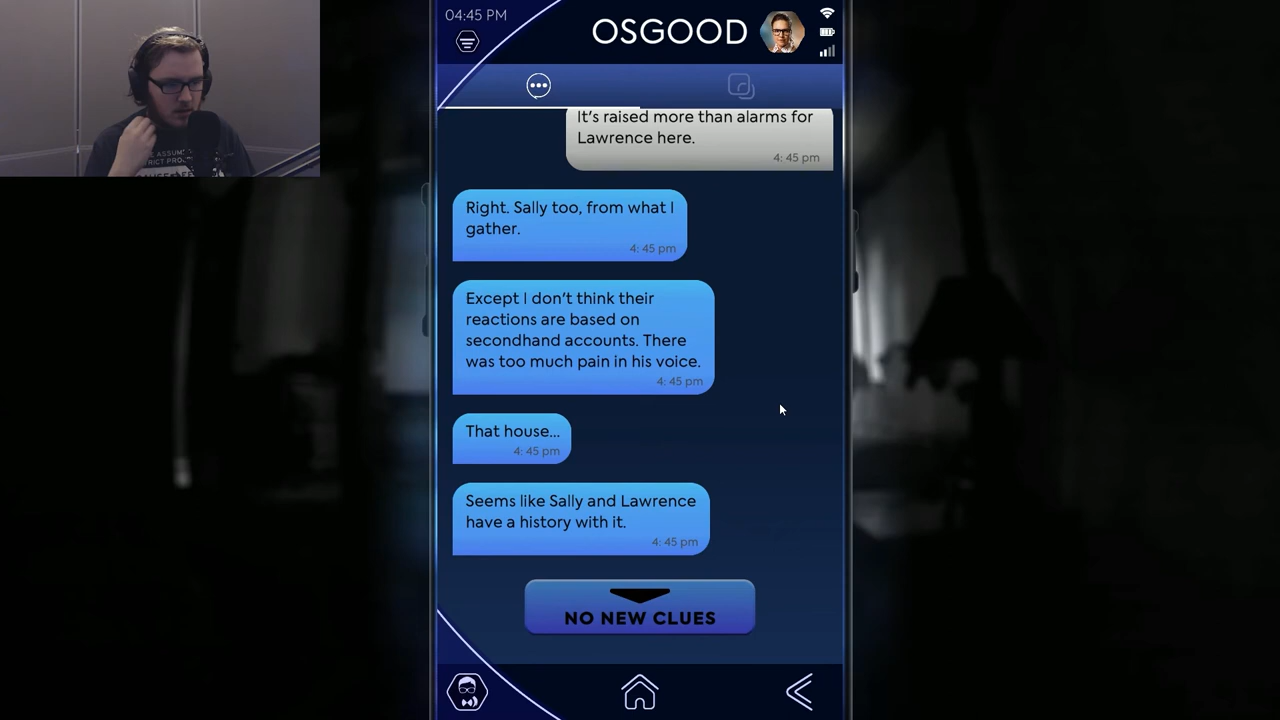 04:45 PM
OSGOOD
It's raised more than alarms for
Lawrence here.
4: 45 pm
Right. Sally too, from what I
gather.
4: 45 pm
Except I don't think their
reactions are based on
secondhand accounts. There
was too much pain in his voice.
4: 45 pm
That house...
4: 45 pm
Seems like Sally and Lawrence
have a history with it.
4: 45 pm
NO NEW CLUES